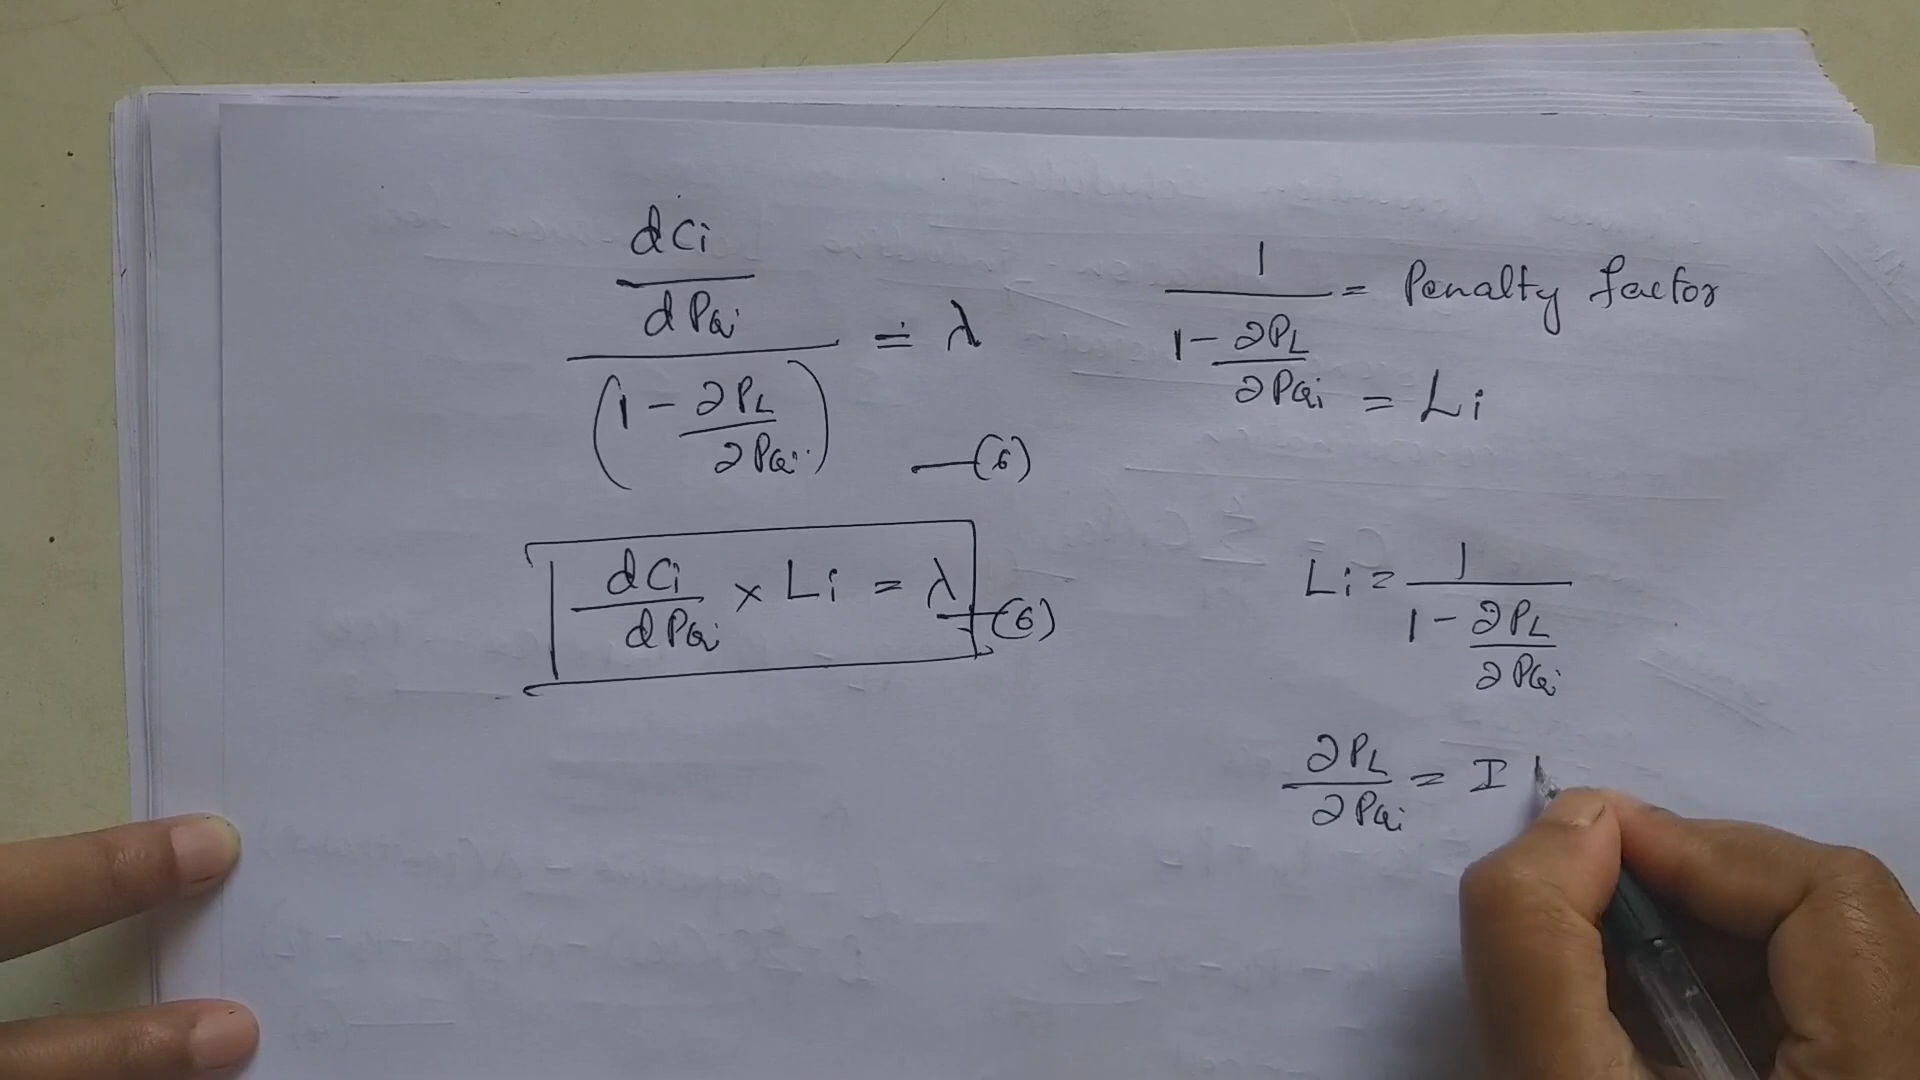 dCi
dPGi
(1 - ∂PL
∂PGi) = λ
—(6)
dCi
dPGi × Li = λ
—(6)
1
1 - ∂PL
∂PGi = Penalty factor
= Li
Li = 1
1 - ∂PL
∂PGi
∂PL
∂PGi = I